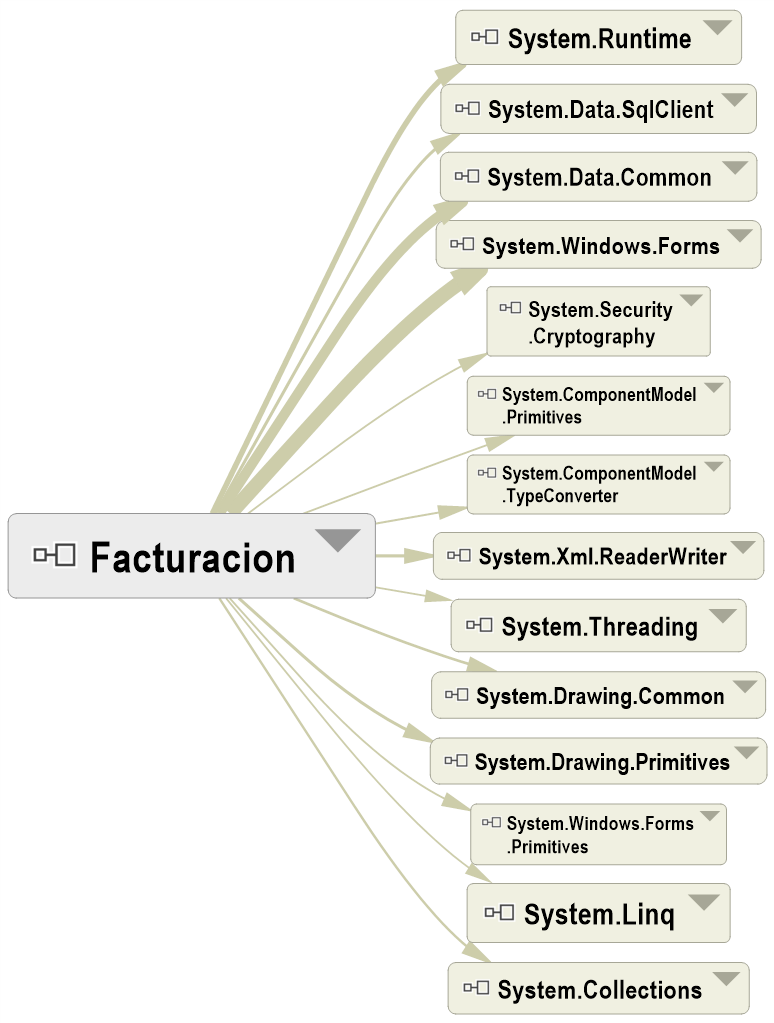 System.Runtime
System.Data.SqlClient
System.Data.Common
System.Windows.Forms
System.Security
.Cryptography
System.ComponentModel
.Primitives
System.ComponentModel
.TypeConverter
Facturacion
System.Xml.ReaderWriter
System.Threading
System.Drawing.Common
System.Drawing.Primitives
System.Windows.Forms
.Primitives
System.Linq
System.Collections